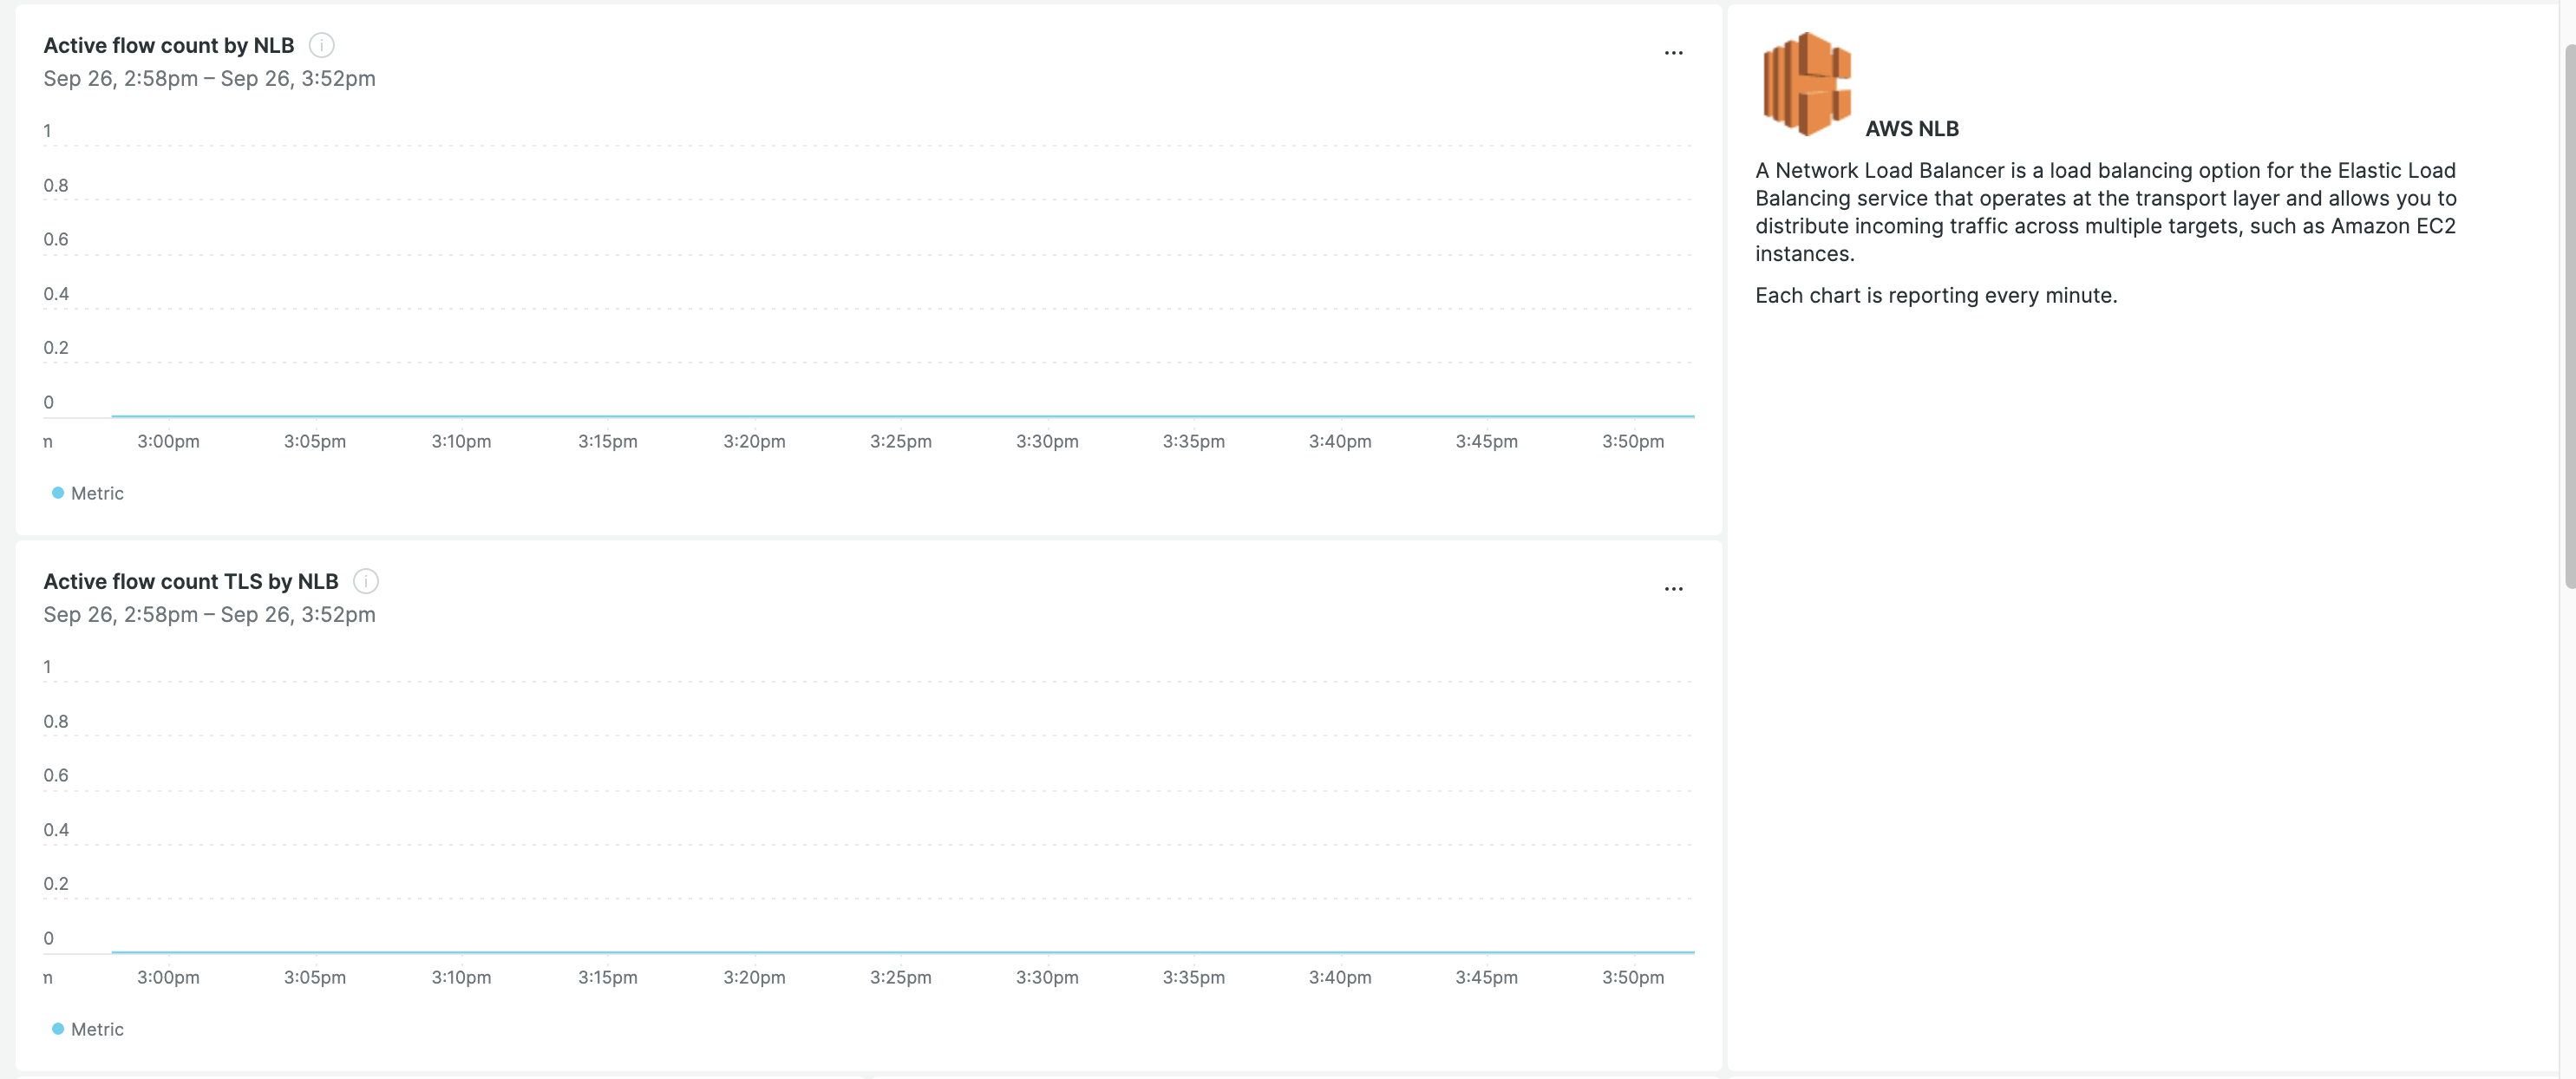 Active flow count by NLB
Sep 26, 2:58pm – Sep 26, 3:52pm
1
0.8
0.6
0.4
0.2
0
m 3:00pm 3:05pm 3:10pm 3:15pm 3:20pm 3:25pm 3:30pm 3:35pm 3:40pm 3:45pm 3:50pm
Metric
Active flow count TLS by NLB
Sep 26, 2:58pm – Sep 26, 3:52pm
1
0.8
0.6
0.4
0.2
0
m 3:00pm 3:05pm 3:10pm 3:15pm 3:20pm 3:25pm 3:30pm 3:35pm 3:40pm 3:45pm 3:50pm
Metric
AWS NLB
A Network Load Balancer is a load balancing option for the Elastic Load
Balancing service that operates at the transport layer and allows you to
distribute incoming traffic across multiple targets, such as Amazon EC2
instances.
Each chart is reporting every minute.